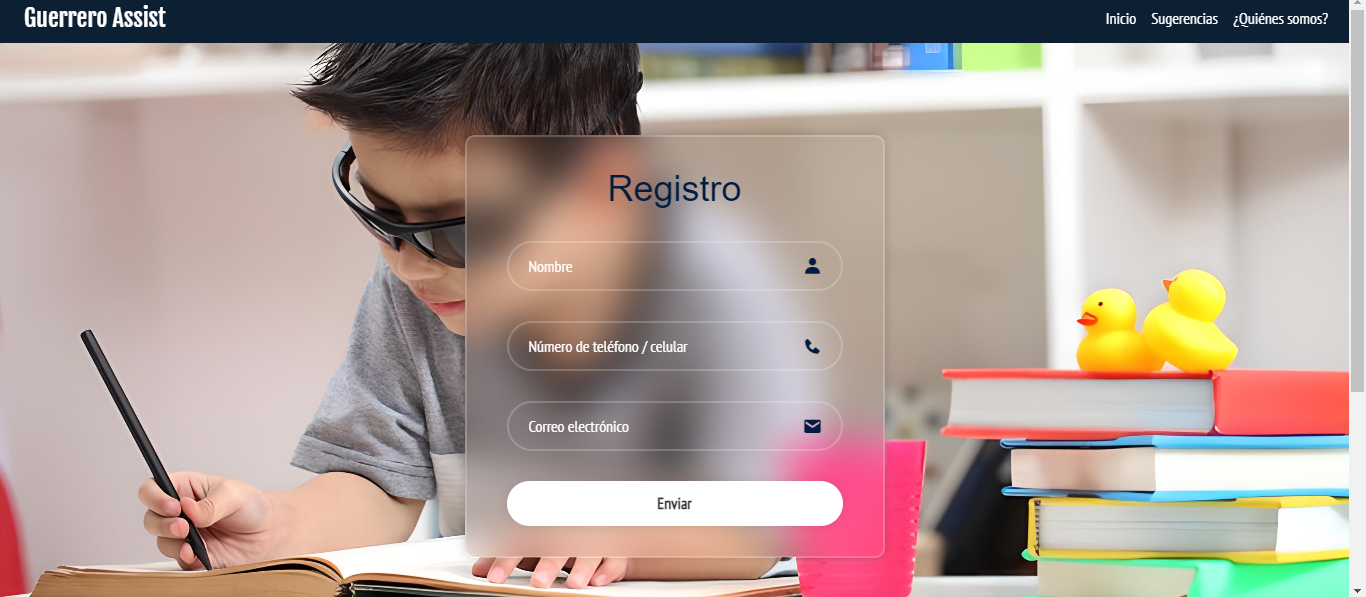 Guerrero Assist
Inicio Sugerencias ¿Quiénes somos?
Registro
Nombre
Número de teléfono / celular
Correo electrónico
Enviar